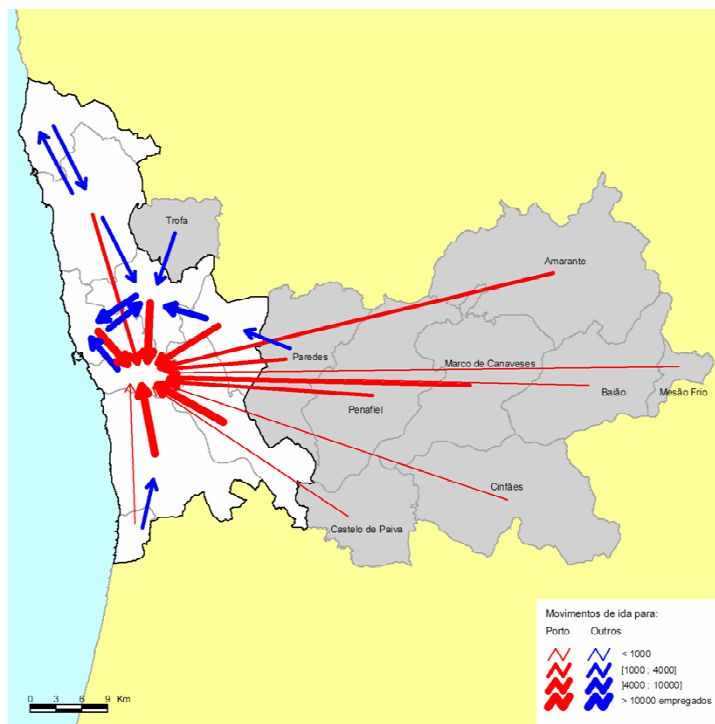 Trofa
Amarante
Paredes
Marco de Canaveses
Penafiel
Baião
Mesão Frio
Cinfães
Castelo de Paiva
Movimentos de ida para:
Porto Outros
< 1000
[1000 ; 4000]
]4000 ; 10000]
> 10000 empregados
0 3 6 9 Km